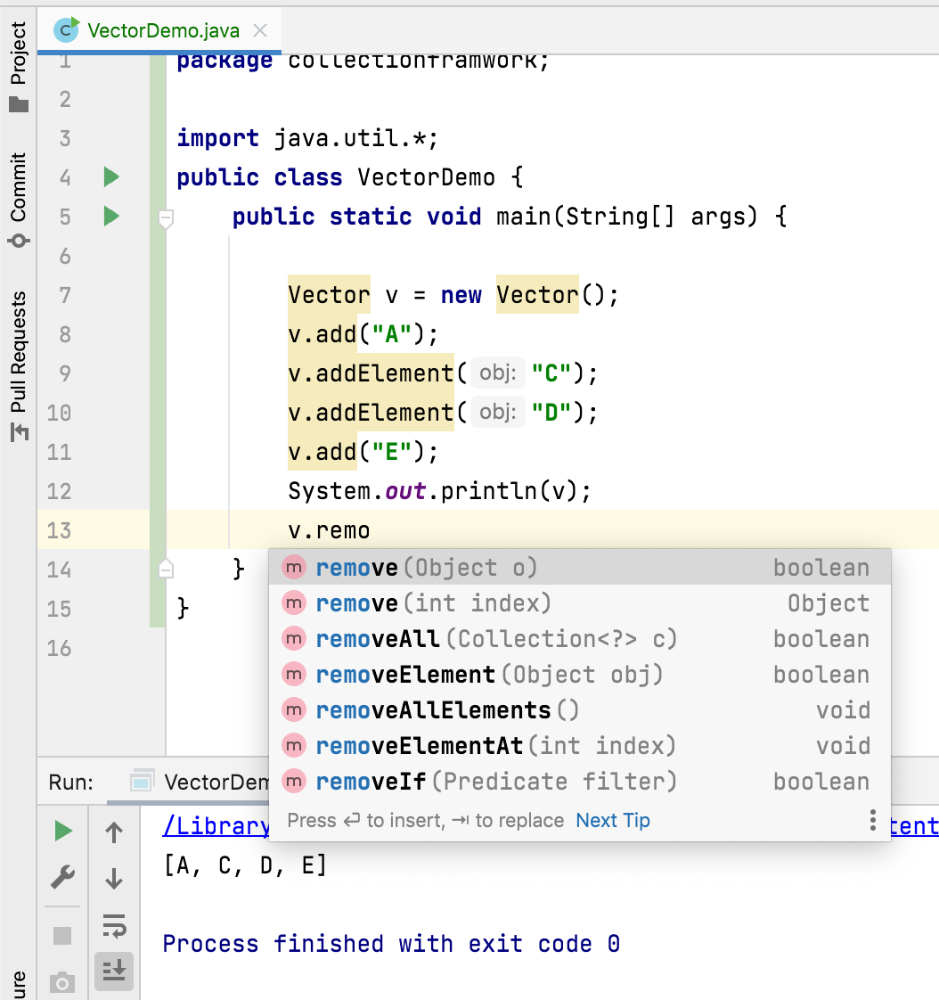 Project
Commit
Pull Requests
ure
C VectorDemo.java
1 package collectionframwork;
2
3 import java.util.*;
4 public class VectorDemo {
5 public static void main(String[] args) {
6
7 Vector v = new Vector();
8 v.add("A");
9 v.addElement( obj: "C");
10 v.addElement( obj: "D");
11 v.add("E");
12 System.out.println(v);
13 v.remo
14 }
15 }
16
m remove(Object o) boolean
m remove(int index) Object
m removeAll(Collection<?> c) boolean
m removeElement(Object obj) boolean
m removeAllElements() void
m removeElementAt(int index) void
m removeIf(Predicate filter) boolean
Press ↵ to insert, ⇥ to replace Next Tip
Run: VectorDem
/Library tent
[A, C, D, E]
Process finished with exit code 0